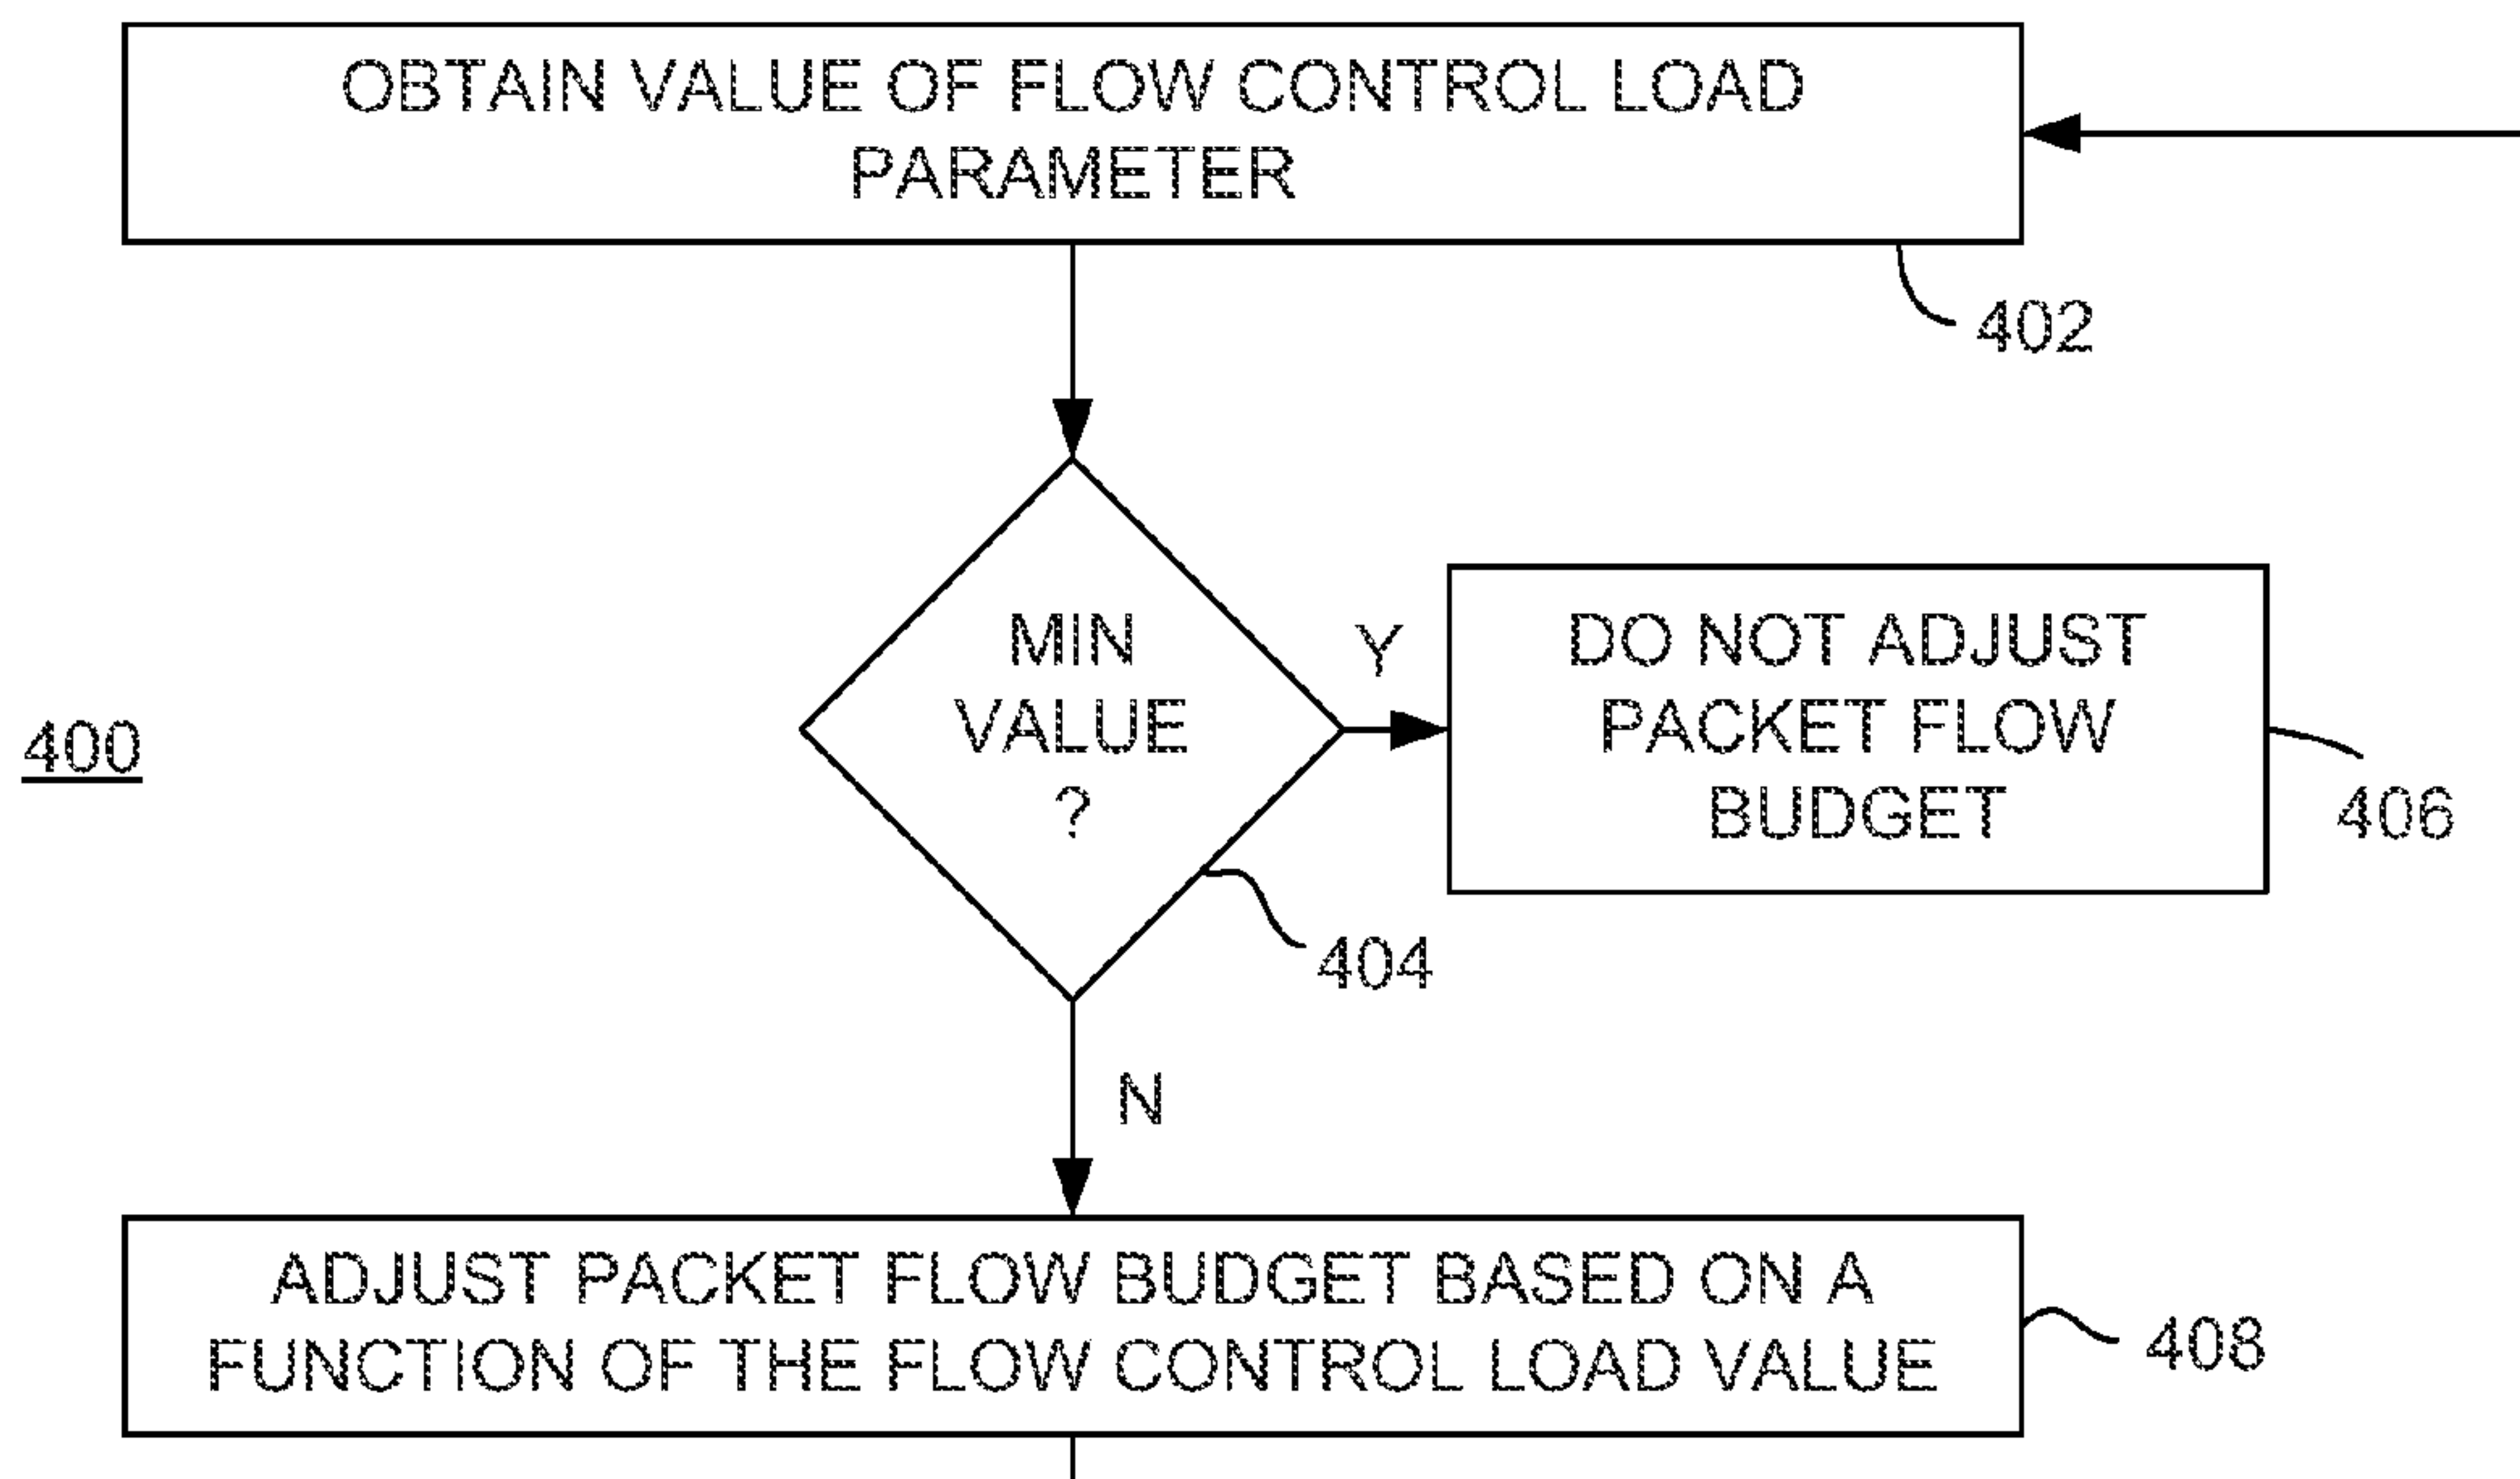 OBTAIN VALUE OF FLOW CONTROL LOAD
PARAMETER
402
MIN
VALUE
?
Y
DO NOT ADJUST
PACKET FLOW
BUDGET
400
406
404
N
ADJUST PACKET FLOW BUDGET BASED ON A
FUNCTION OF THE FLOW CONTROL LOAD VALUE
408